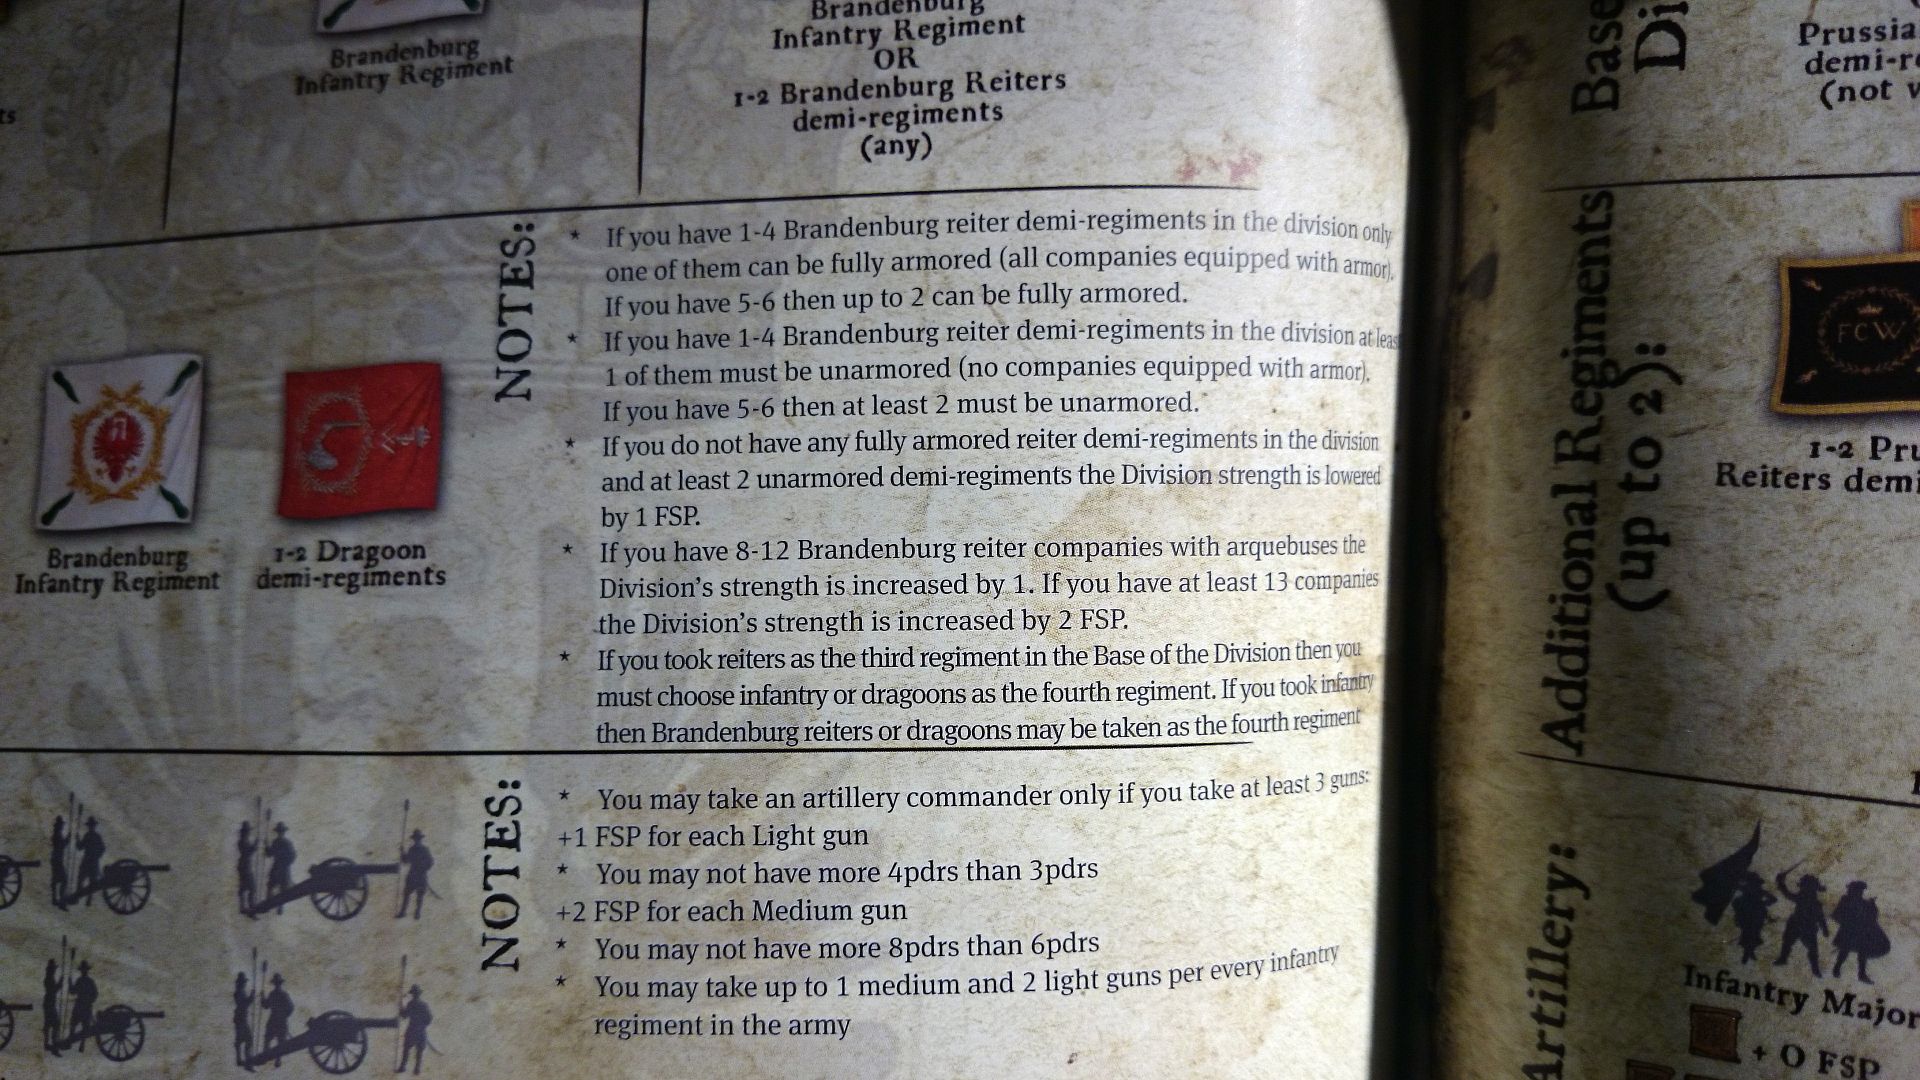 Brandenburg
Infantry Regiment
Brandenburg
Infantry Regiment
OR
1-2 Brandenburg Reiters
demi-regiments
(any)
NOTES:
* If you have 1-4 Brandenburg reiter demi-regiments in the division only
one of them can be fully armored (all companies equipped with armor).
If you have 5-6 then up to 2 can be fully armored.
* If you have 1-4 Brandenburg reiter demi-regiments in the division at least
1 of them must be unarmored (no companies equipped with armor).
If you have 5-6 then at least 2 must be unarmored.
* If you do not have any fully armored reiter demi-regiments in the division
and at least 2 unarmored demi-regiments the Division strength is lowered
by 1 FSP.
* If you have 8-12 Brandenburg reiter companies with arquebuses the
Division's strength is increased by 1. If you have at least 13 companies
the Division's strength is increased by 2 FSP.
* If you took reiters as the third regiment in the Base of the Division then you
must choose infantry or dragoons as the fourth regiment. If you took infantry
then Brandenburg reiters or dragoons may be taken as the fourth regiment
Brandenburg
Infantry Regiment
1-2 Dragoon
demi-regiments
NOTES:
* You may take an artillery commander only if you take at least 3 guns:
+1 FSP for each Light gun
* You may not have more 4pdrs than 3pdrs
+2 FSP for each Medium gun
* You may not have more 8pdrs than 6pdrs
* You may take up to 1 medium and 2 light guns per every infantry
regiment in the army
Base
(not
Additional Regiments
(up to 2):
FCW
1-2
Reiters
Artillery:
Infantry Major
+ 0 FSP